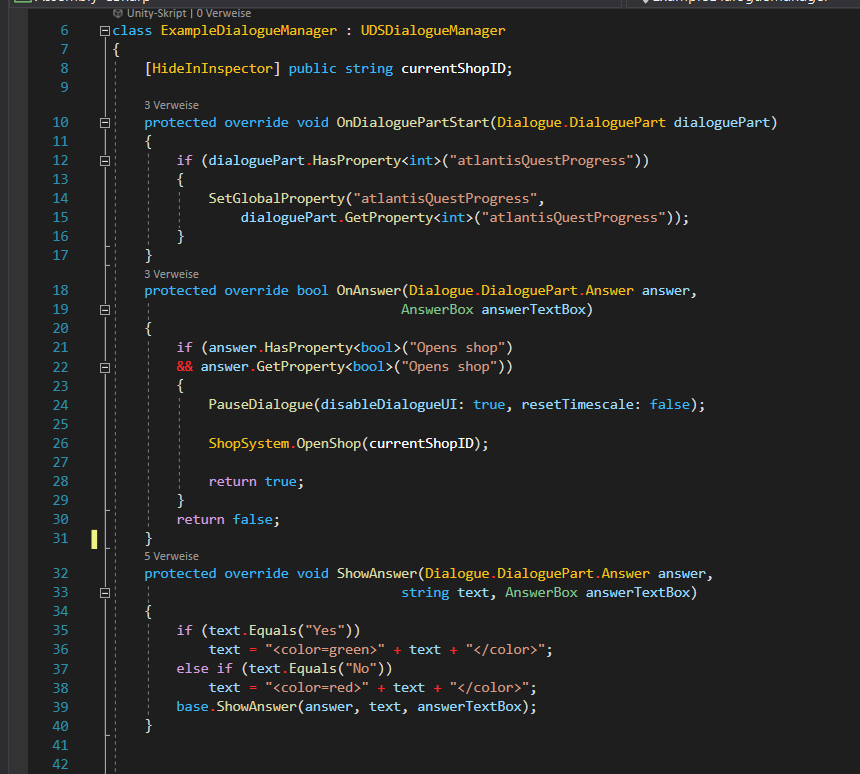 Unity-Skript | 0 Verweise
6 class ExampleDialogueManager : UDSDialogueManager
7 {
8 [HideInInspector] public string currentShopID;
9
3 Verweise
10 protected override void OnDialoguePartStart(Dialogue.DialoguePart dialoguePart)
11 {
12 if (dialoguePart.HasProperty<int>("atlantisQuestProgress"))
13 {
14 SetGlobalProperty("atlantisQuestProgress",
15 dialoguePart.GetProperty<int>("atlantisQuestProgress"));
16 }
17 }
3 Verweise
18 protected override bool OnAnswer(Dialogue.DialoguePart.Answer answer,
19 AnswerBox answerTextBox)
20 {
21 if (answer.HasProperty<bool>("Opens shop")
22 && answer.GetProperty<bool>("Opens shop"))
23 {
24 PauseDialogue(disableDialogueUI: true, resetTimescale: false);
25
26 ShopSystem.OpenShop(currentShopID);
27
28 return true;
29 }
30 return false;
31 }
5 Verweise
32 protected override void ShowAnswer(Dialogue.DialoguePart.Answer answer,
33 string text, AnswerBox answerTextBox)
34 {
35 if (text.Equals("Yes"))
36 text = "<color=green>" + text + "</color>";
37 else if (text.Equals("No"))
38 text = "<color=red>" + text + "</color>";
39 base.ShowAnswer(answer, text, answerTextBox);
40 }
41
42